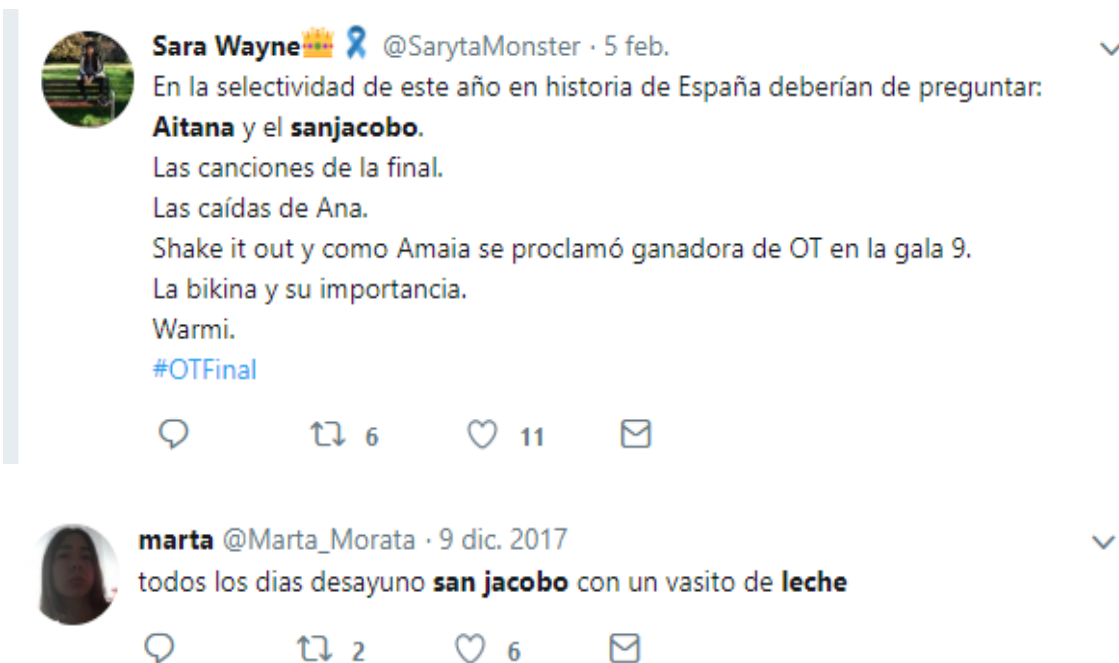 Sara Wayne @SarytaMonster · 5 feb.
En la selectividad de este año en historia de España deberían de preguntar:
Aitana y el sanjacobo.
Las canciones de la final.
Las caídas de Ana.
Shake it out y como Amaia se proclamó ganadora de OT en la gala 9.
La bikina y su importancia.
Warmi.
#OTFinal
6 11
marta @Marta_Morata · 9 dic. 2017
todos los dias desayuno san jacobo con un vasito de leche
2 6